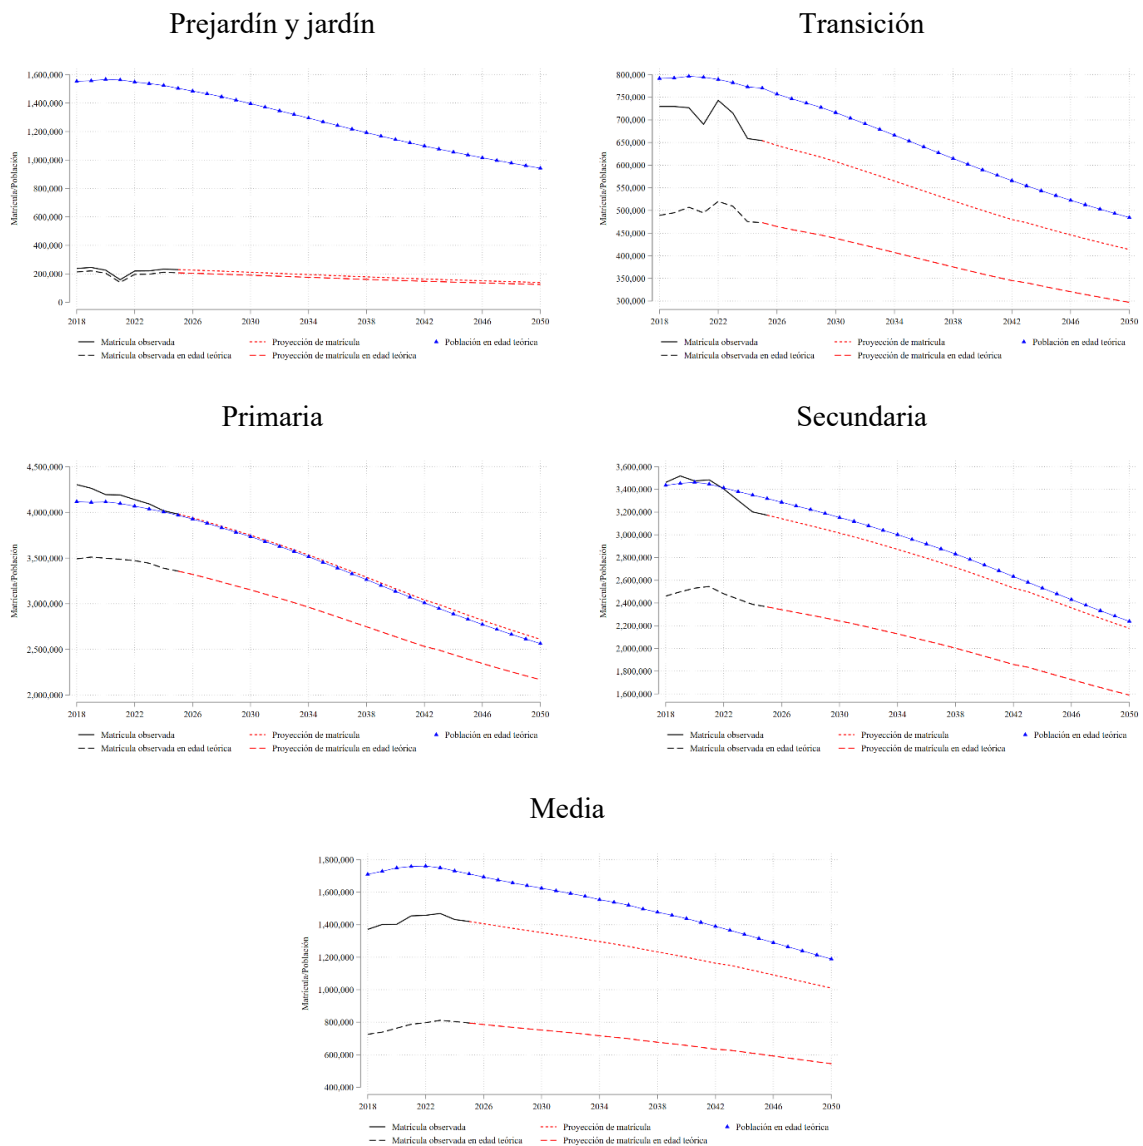 Prejardín y jardín
Matrícula/Población
1,600,000
1,400,000
1,200,000
1,000,000
800,000
600,000
400,000
200,000
0
2018 2022 2026 2030 2034 2038 2042 2046 2050
Matrícula observada Proyección de matrícula Población en edad teórica
Matrícula observada en edad teórica Proyección de matrícula en edad teórica
Transición
Matrícula/Población
800,000
750,000
700,000
650,000
600,000
550,000
500,000
450,000
400,000
350,000
300,000
2018 2022 2026 2030 2034 2038 2042 2046 2050
Matrícula observada Proyección de matrícula Población en edad teórica
Matrícula observada en edad teórica Proyección de matrícula en edad teórica
Primaria
Matrícula/Población
4,500,000
4,000,000
3,500,000
3,000,000
2,500,000
2,000,000
2018 2022 2026 2030 2034 2038 2042 2046 2050
Matrícula observada Proyección de matrícula Población en edad teórica
Matrícula observada en edad teórica Proyección de matrícula en edad teórica
Secundaria
Matrícula/Población
3,600,000
3,400,000
3,200,000
3,000,000
2,800,000
2,600,000
2,400,000
2,200,000
2,000,000
1,800,000
1,600,000
2018 2022 2026 2030 2034 2038 2042 2046 2050
Matrícula observada Proyección de matrícula Población en edad teórica
Matrícula observada en edad teórica Proyección de matrícula en edad teórica
Media
Matrícula/Población
1,800,000
1,600,000
1,400,000
1,200,000
1,000,000
800,000
600,000
400,000
2018 2022 2026 2030 2034 2038 2042 2046 2050
Matrícula observada Proyección de matrícula Población en edad teórica
Matrícula observada en edad teórica Proyección de matrícula en edad teórica